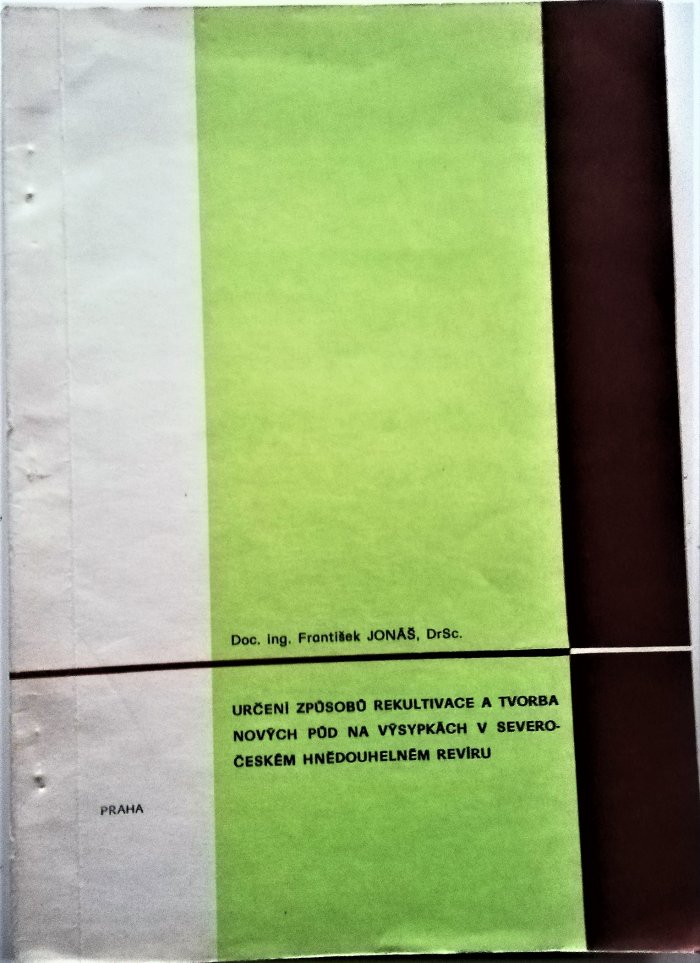 Doc. ing. František JONÁŠ, DrSc.
URČENÍ ZPŮSOBŮ REKULTIVACE A TVORBA
NOVÝCH PŮD NA VÝSYPKÁCH V SEVERO-
ČESKÉM HNĚDOUHELNÉM REVÍRU
PRAHA